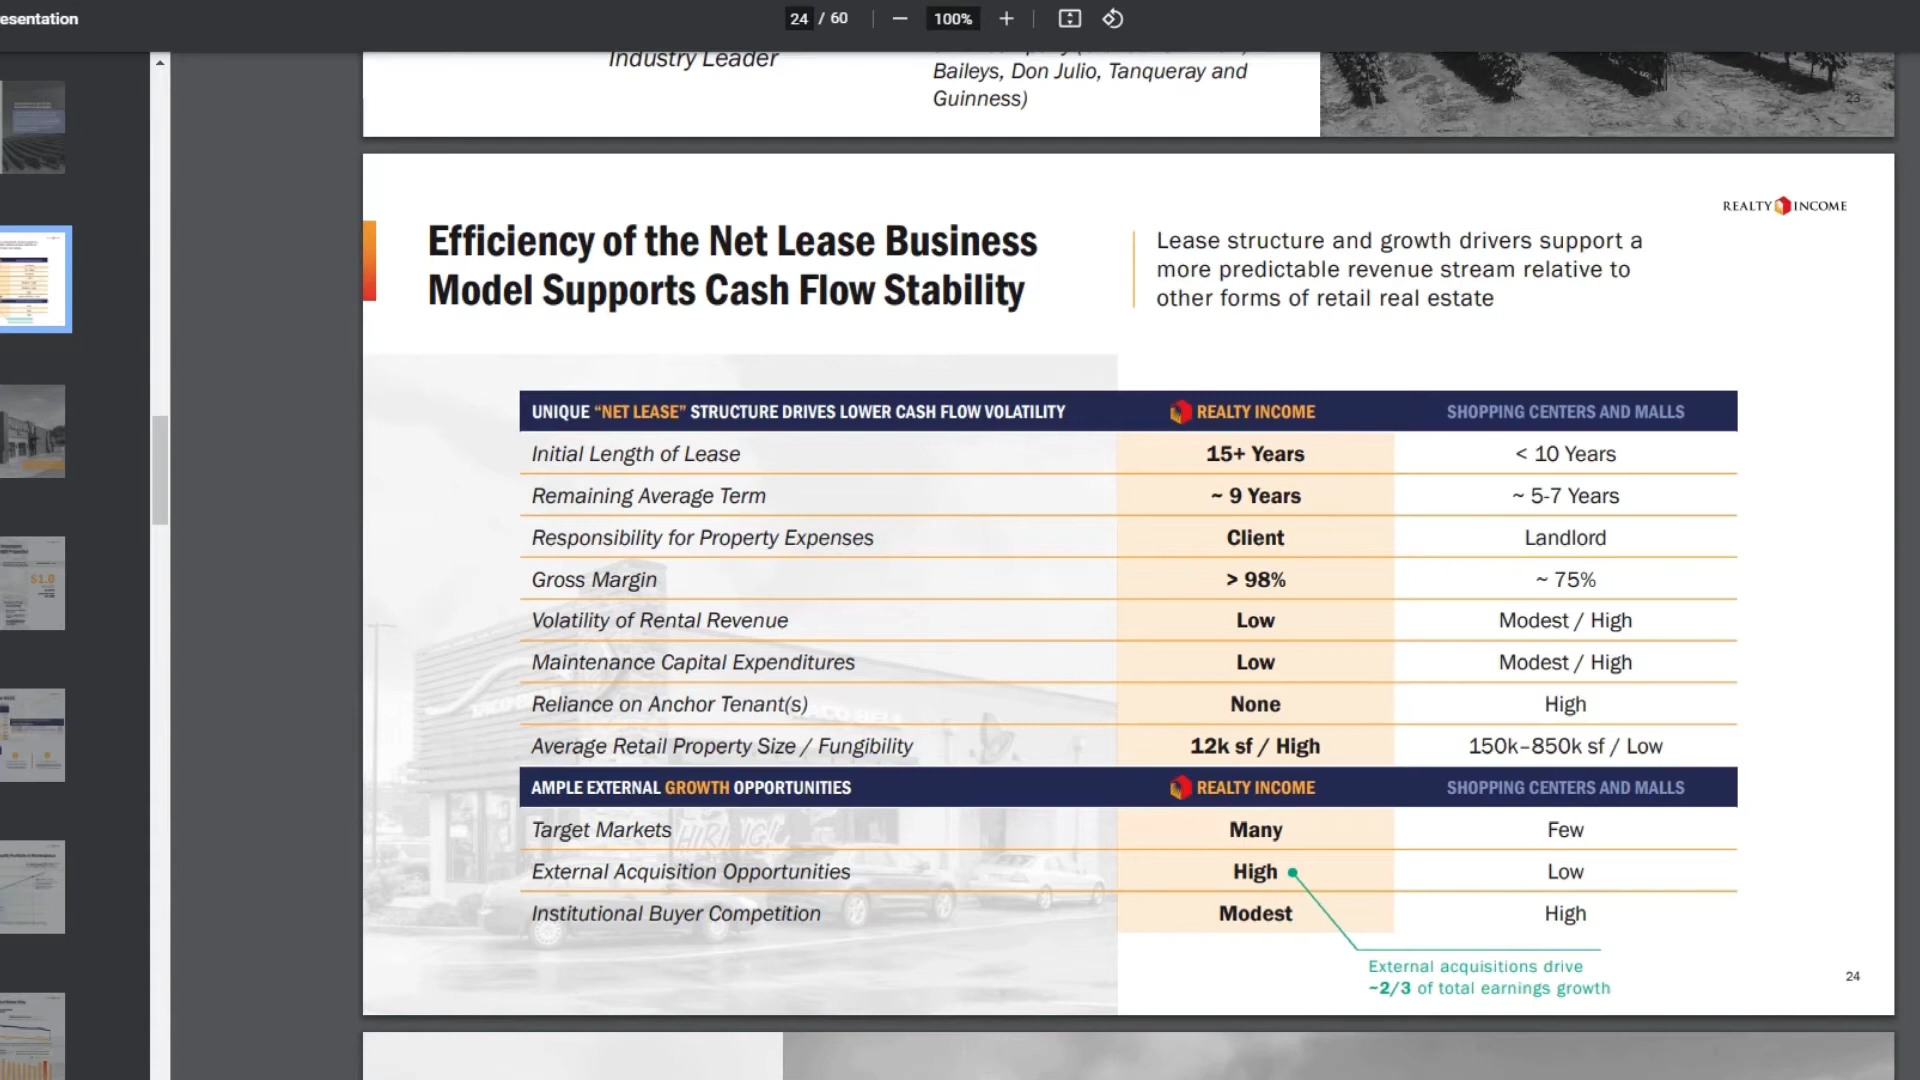 esentation
24 / 60
100%
Industry Leader
Baileys, Don Julio, Tanqueray and
Guinness)
23
REALTY INCOME
Efficiency of the Net Lease Business
Model Supports Cash Flow Stability
Lease structure and growth drivers support a
more predictable revenue stream relative to
other forms of retail real estate
UNIQUE “NET LEASE” STRUCTURE DRIVES LOWER CASH FLOW VOLATILITY REALTY INCOME SHOPPING CENTERS AND MALLS
Initial Length of Lease 15+ Years < 10 Years
Remaining Average Term ~ 9 Years ~ 5-7 Years
Responsibility for Property Expenses Client Landlord
Gross Margin > 98% ~ 75%
Volatility of Rental Revenue Low Modest / High
Maintenance Capital Expenditures Low Modest / High
Reliance on Anchor Tenant(s) None High
Average Retail Property Size / Fungibility 12k sf / High 150k–850k sf / Low
AMPLE EXTERNAL GROWTH OPPORTUNITIES REALTY INCOME SHOPPING CENTERS AND MALLS
Target Markets Many Few
External Acquisition Opportunities High Low
Institutional Buyer Competition Modest High
External acquisitions drive
~2/3 of total earnings growth
24
TACO BELL
HIRING!
$1.0